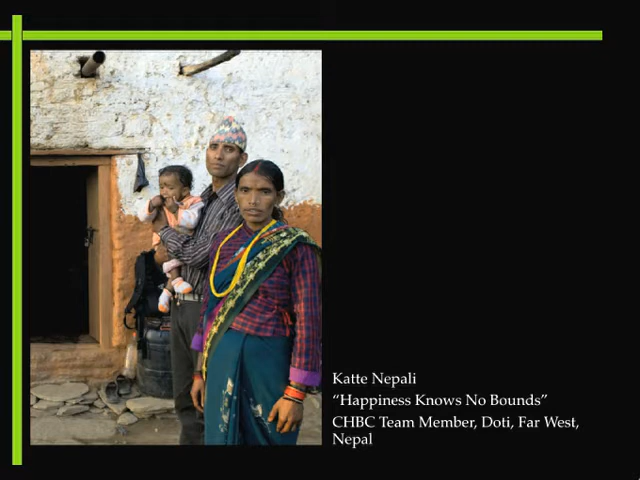 Katte Nepali
“Happiness Knows No Bounds”
CHBC Team Member, Doti, Far West,
Nepal